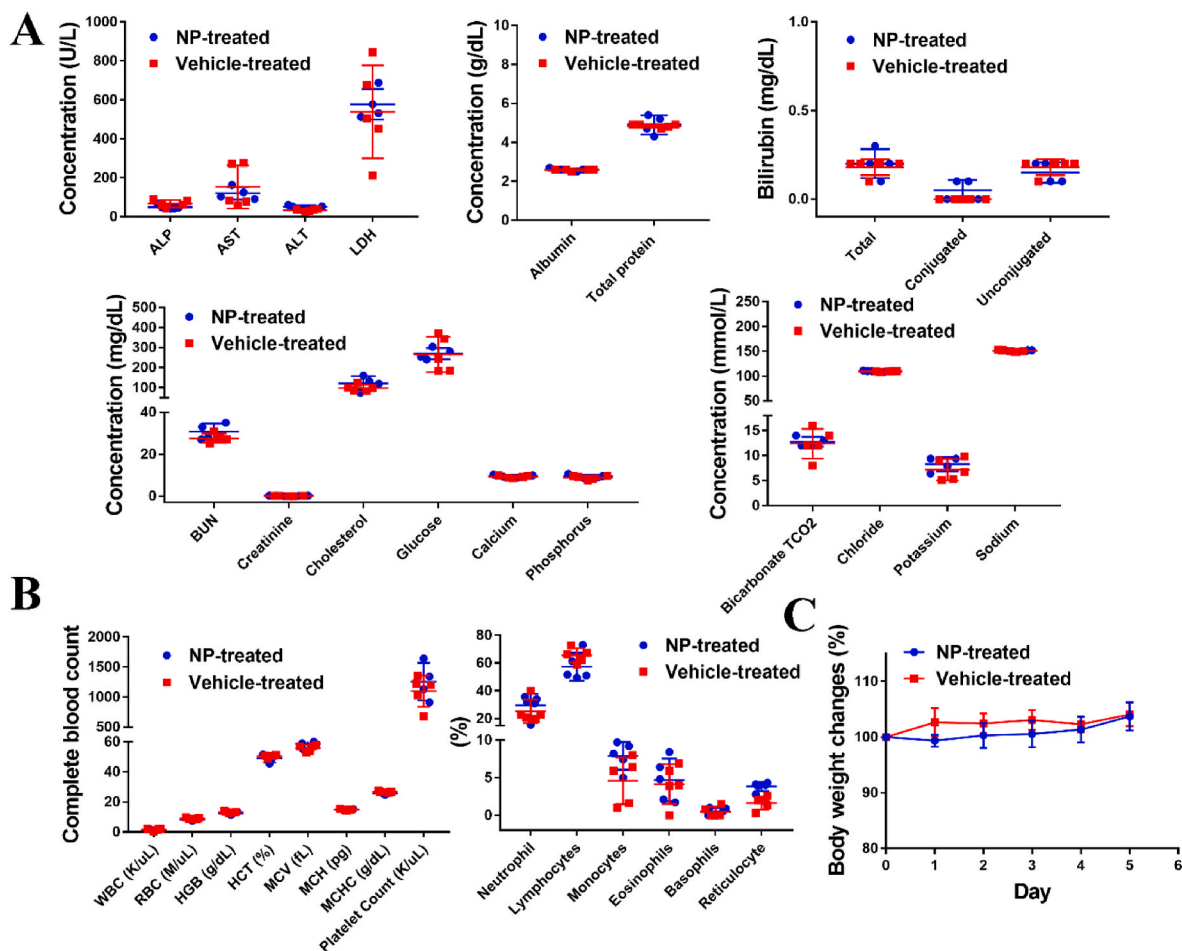 A
Concentration (U/L)
1000
800
600
400
200
0
NP-treated
Vehicle-treated
ALP
AST
ALT
LDH
Concentration (g/dL)
10
8
6
4
2
0
NP-treated
Vehicle-treated
Albumin
Total protein
Bilirubin (mg/dL)
1.0
0.5
0.0
NP-treated
Vehicle-treated
Total
Conjugated
Unconjugated
Concentration (mg/dL)
500
400
300
200
100
40
20
0
NP-treated
Vehicle-treated
BUN
Creatinine
Cholesterol
Glucose
Calcium
Phosphorus
Concentration (mmol/L)
250
200
150
100
50
15
10
5
0
NP-treated
Vehicle-treated
Bicarbonate TCO2
Chloride
Potassium
Sodium
B
Complete blood count
2000
1500
1000
500
60
40
20
0
NP-treated
Vehicle-treated
WBC (K/uL)
RBC (M/uL)
HGB (g/dL)
HCT (%)
MCV (fL)
MCH (pg)
MCHC (g/dL)
Platelet Count (K/uL)
(%)
80
60
40
20
10
5
0
NP-treated
Vehicle-treated
Neutrophil
Lymphocytes
Monocytes
Eosinophils
Basophils
Reticulocyte
C
Body weight changes (%)
110
100
90
80
NP-treated
Vehicle-treated
0
1
2
3
4
5
6
Day